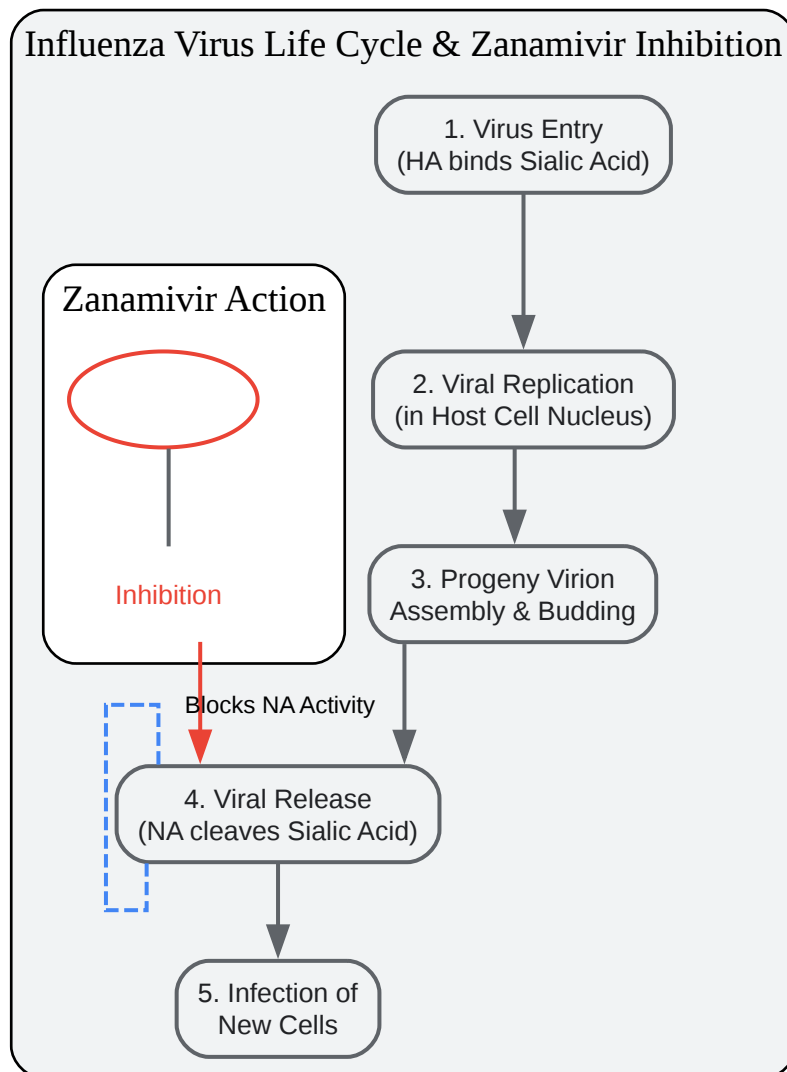 Influenza Virus Life Cycle & Zanamivir Inhibition
1. Virus Entry
(HA binds Sialic Acid)
Zanamivir Action
2. Viral Replication
(in Host Cell Nucleus)
Inhibition
3. Progeny Virion
Assembly & Budding
Blocks NA Activity
4. Viral Release
(NA cleaves Sialic Acid)
5. Infection of
New Cells